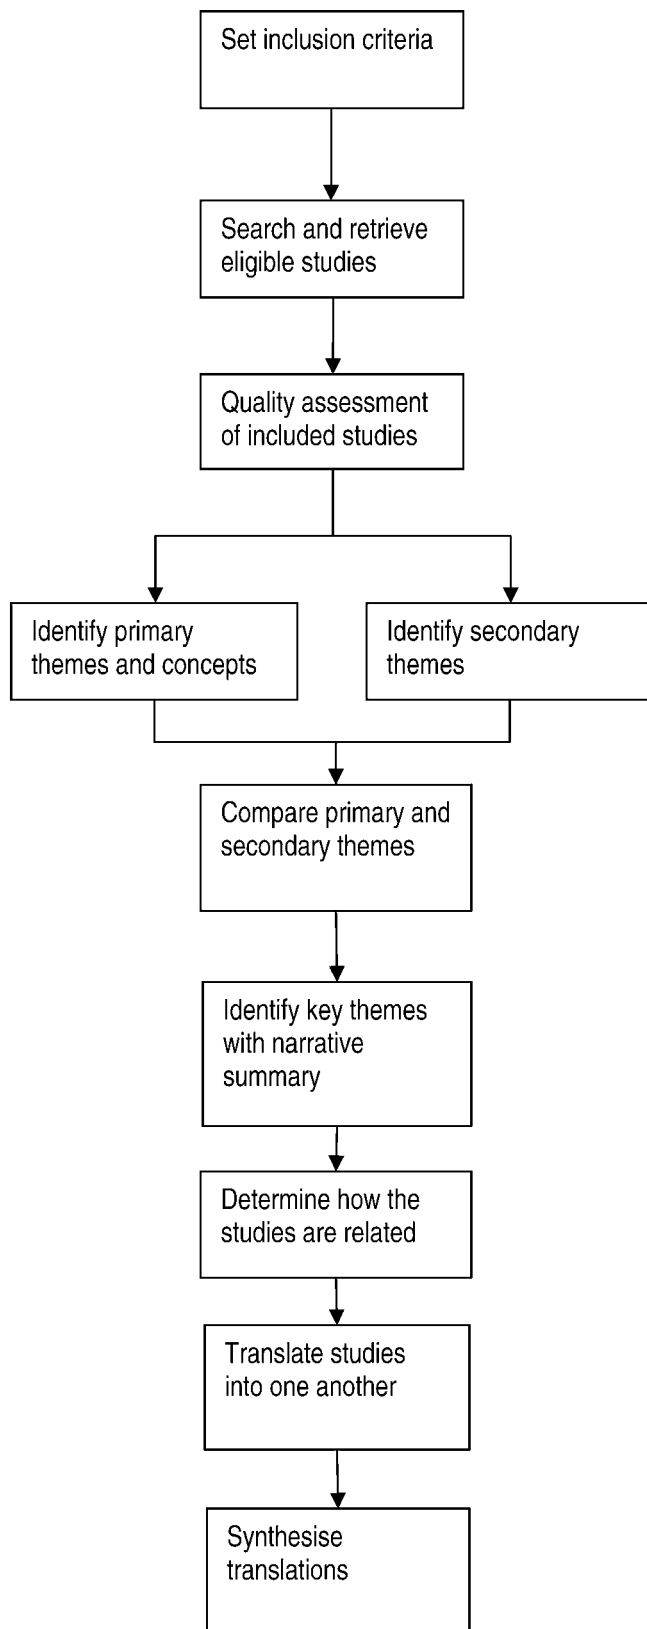 Set inclusion criteria
Search and retrieve
eligible studies
Quality assessment
of included studies
Identify primary
themes and concepts
Identify secondary
themes
Compare primary and
secondary themes
Identify key themes
with narrative
summary
Determine how the
studies are related
Translate studies
into one another
Synthesise
translations